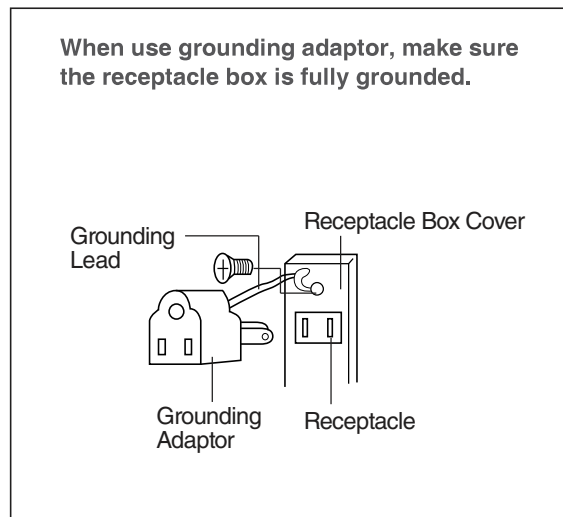 When use grounding adaptor, make sure
the receptacle box is fully grounded.
Receptacle Box Cover
Grounding
Lead
Grounding
Adaptor
Receptacle